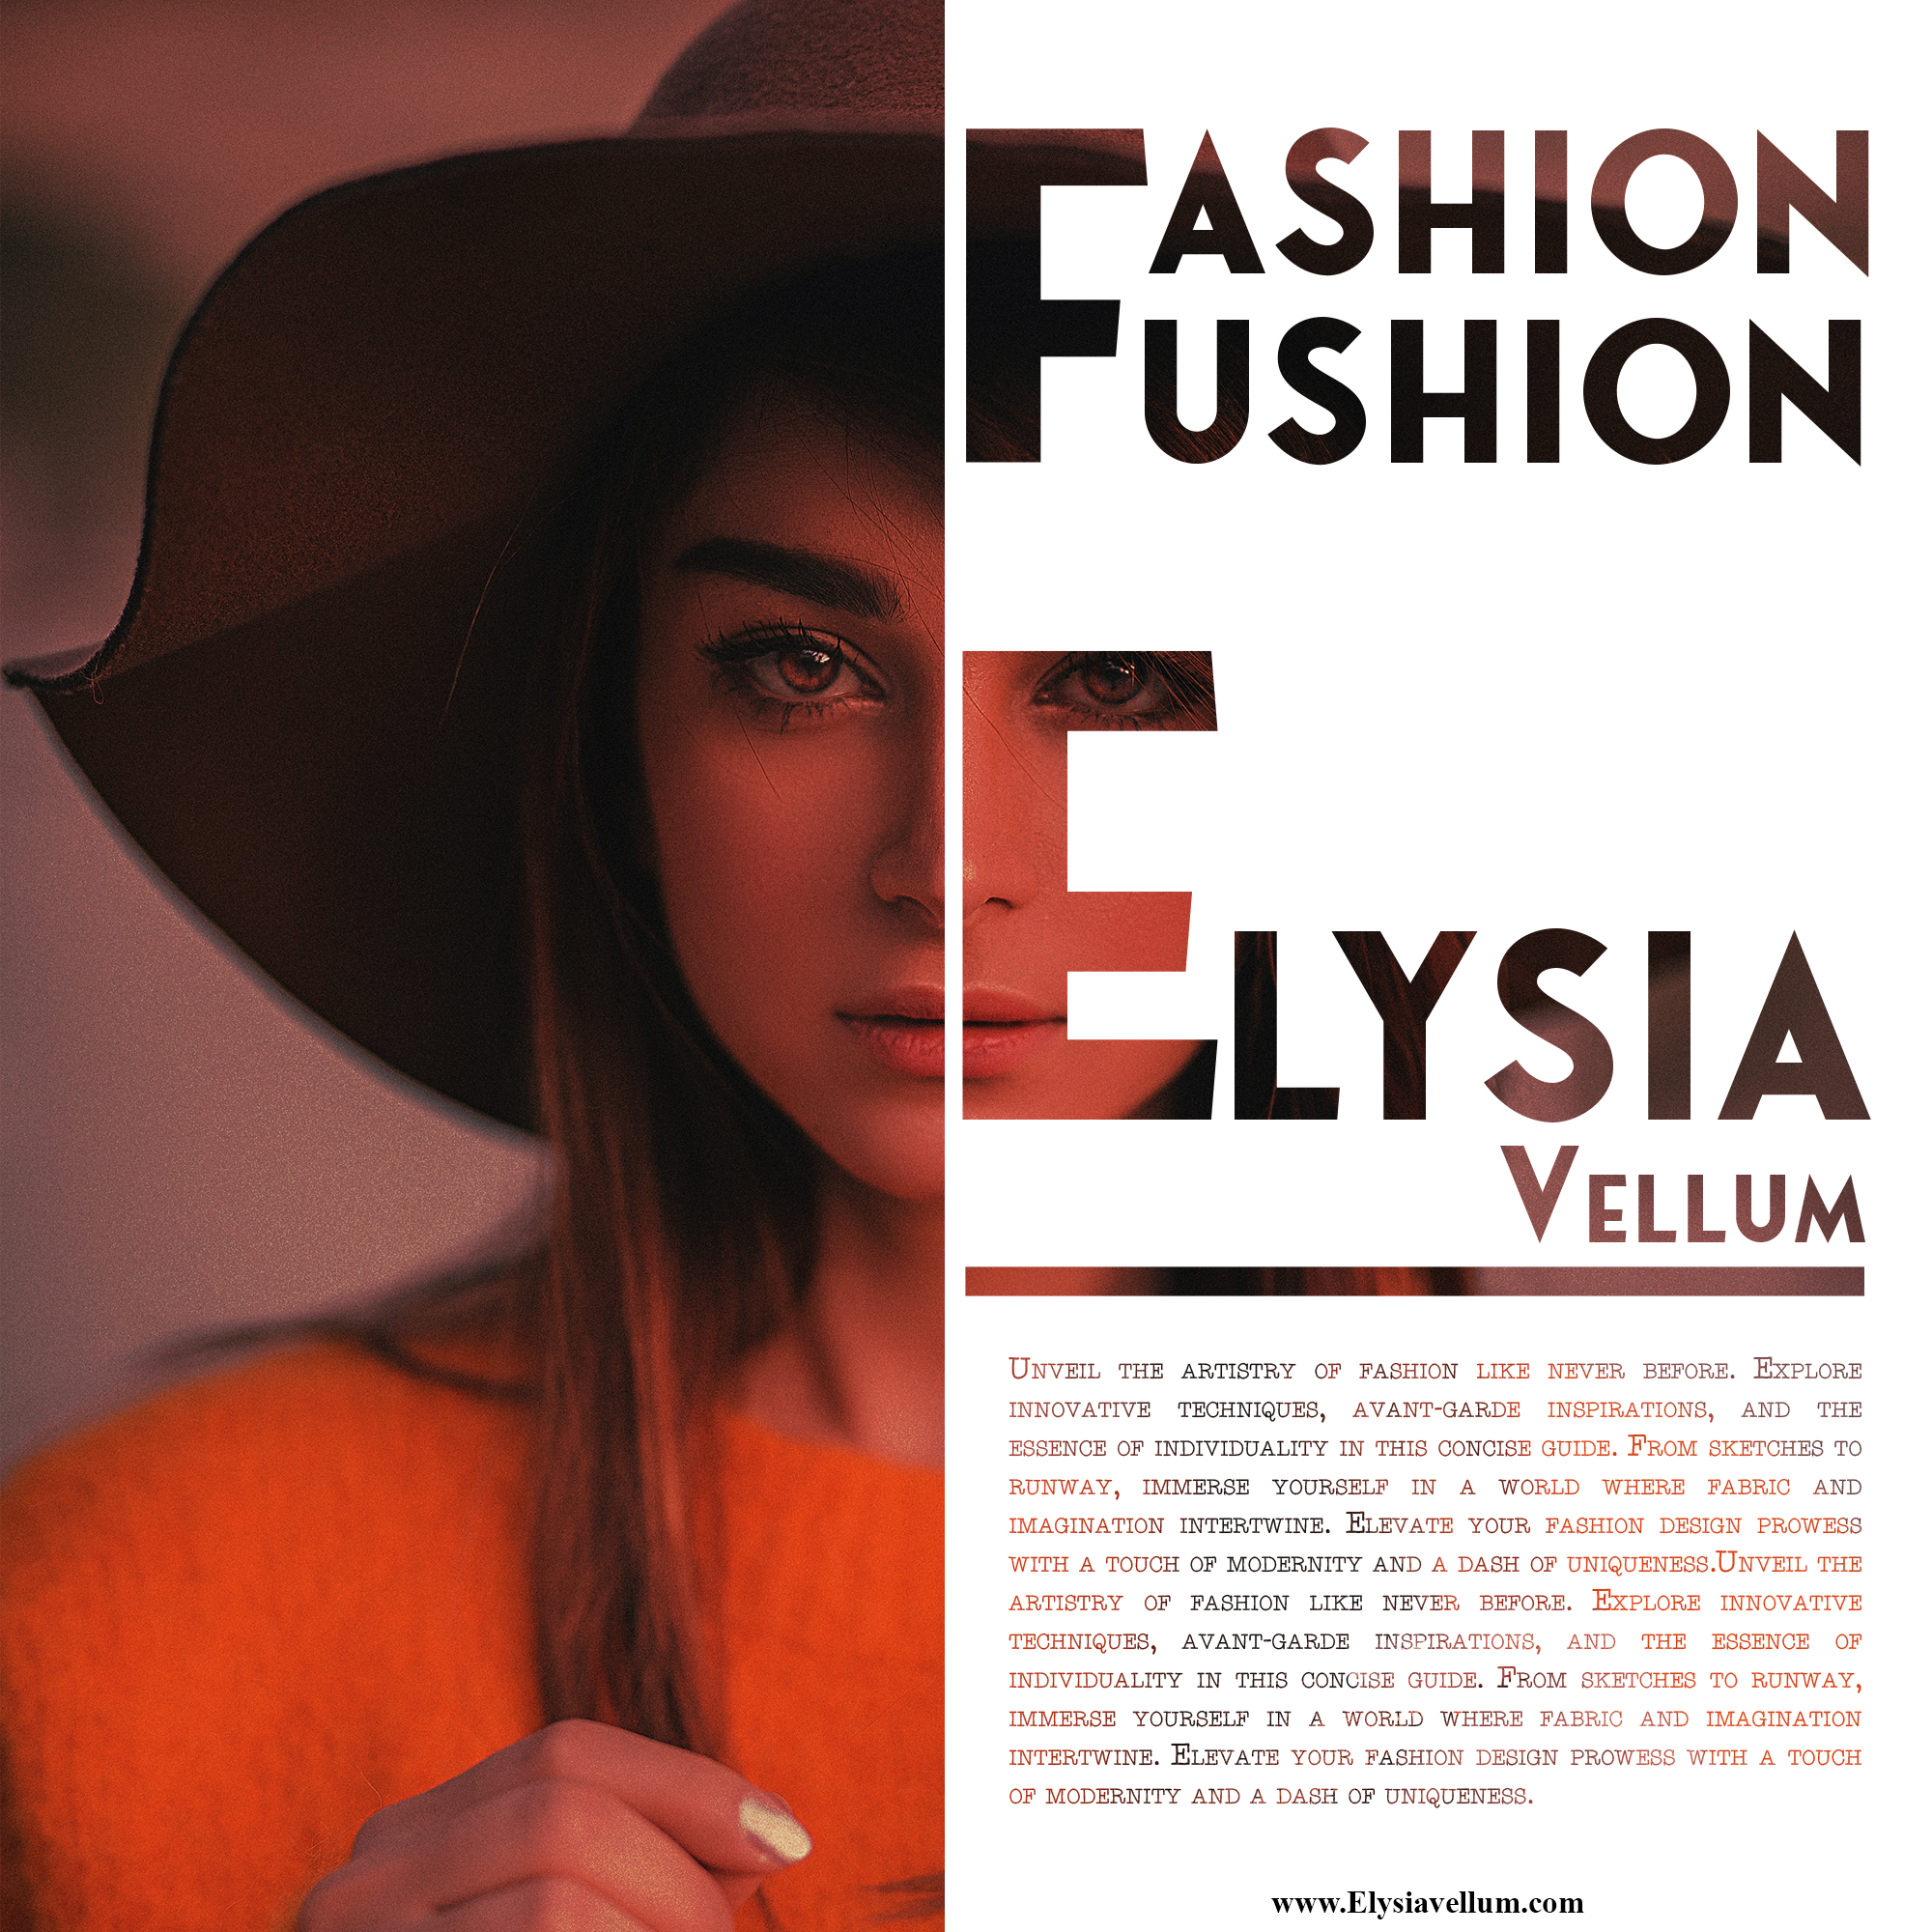 FASHION
FUSHION
ELYSIA
VELLUM
UNVEIL THE ARTISTRY OF FASHION LIKE NEVER BEFORE. EXPLORE
INNOVATIVE TECHNIQUES, AVANT-GARDE INSPIRATIONS, AND THE
ESSENCE OF INDIVIDUALITY IN THIS CONCISE GUIDE. FROM SKETCHES TO
RUNWAY, IMMERSE YOURSELF IN A WORLD WHERE FABRIC AND
IMAGINATION INTERTWINE. ELEVATE YOUR FASHION DESIGN PROWESS
WITH A TOUCH OF MODERNITY AND A DASH OF UNIQUENESS.UNVEIL THE
ARTISTRY OF FASHION LIKE NEVER BEFORE. EXPLORE INNOVATIVE
TECHNIQUES, AVANT-GARDE INSPIRATIONS, AND THE ESSENCE OF
INDIVIDUALITY IN THIS CONCISE GUIDE. FROM SKETCHES TO RUNWAY,
IMMERSE YOURSELF IN A WORLD WHERE FABRIC AND IMAGINATION
INTERTWINE. ELEVATE YOUR FASHION DESIGN PROWESS WITH A TOUCH
OF MODERNITY AND A DASH OF UNIQUENESS.
www.Elysiavellum.com